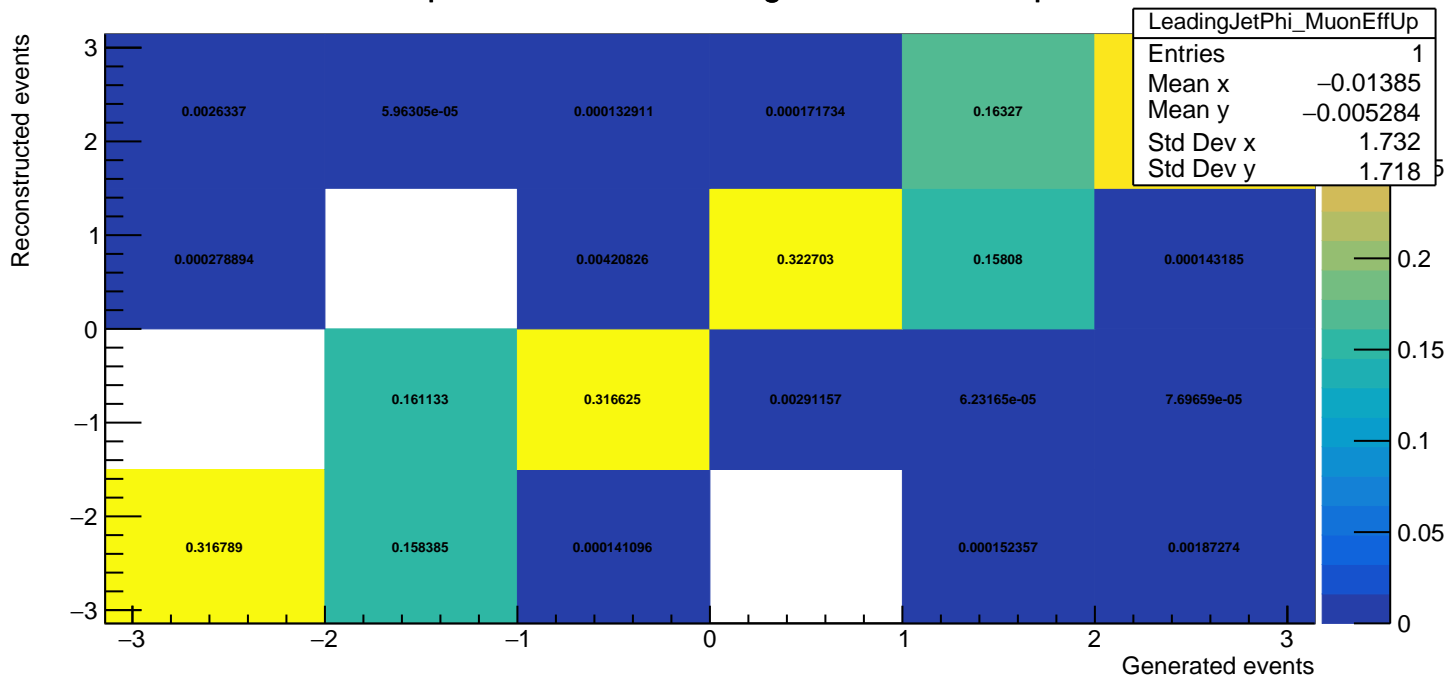 LeadingJetPhi_MuonEffUp
Entries 1
Mean x −0.01385
Mean y −0.005284
Std Dev x 1.732
Std Dev y 1.718
Reconstructed events
3
2
1
0
−1
−2
−3
0.0026337 5.96305e-05 0.000132911 0.000171734 0.16327
0.000278894 0.00420826 0.322703 0.15808 0.000143185
0.161133 0.316625 0.00291157 6.23165e-05 7.69659e-05
0.316789 0.158385 0.000141096 0.000152357 0.00187274
5
0.2
0.15
0.1
0.05
0
−3 −2 −1 0 1 2 3
Generated events